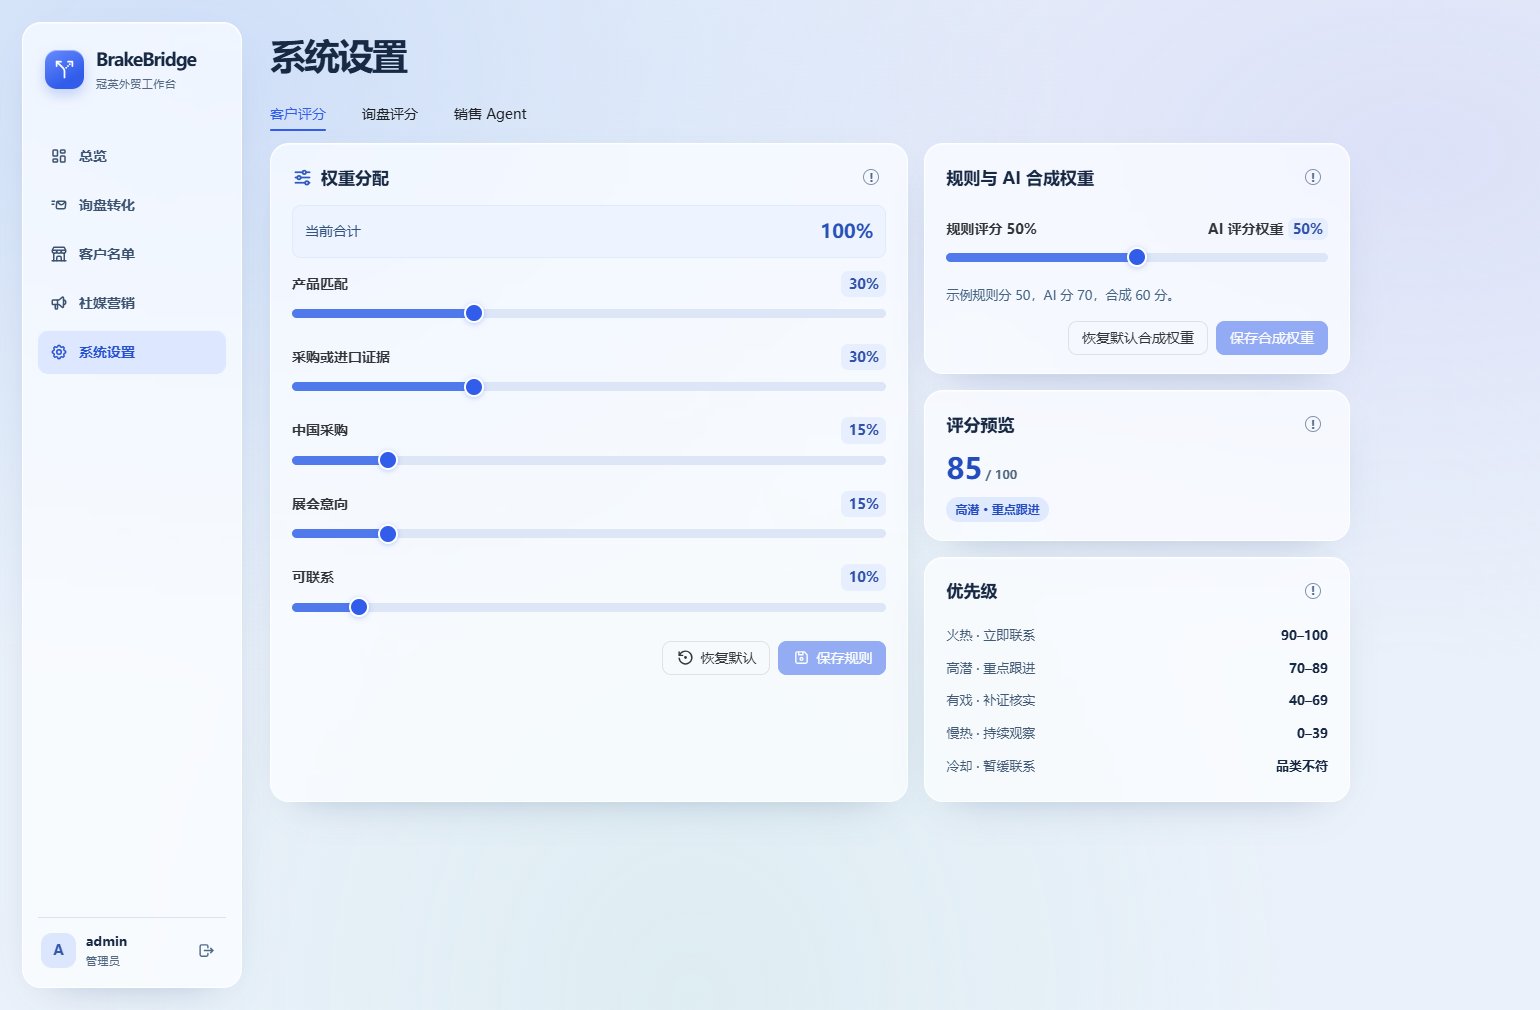 BrakeBridge
冠英外贸工作台
总览
询盘转化
客户名单
社媒营销
系统设置
A
admin
管理员
系统设置
客户评分 询盘评分 销售 Agent
权重分配
当前合计 100%
产品匹配 30%
采购或进口证据 30%
中国采购 15%
展会意向 15%
可联系 10%
恢复默认 保存规则
规则与 AI 合成权重
规则评分 50% AI 评分权重 50%
示例规则分 50，AI 分 70，合成 60 分。
恢复默认合成权重 保存合成权重
评分预览
85 / 100
高潜 • 重点跟进
优先级
火热 · 立即联系 90–100
高潜 · 重点跟进 70–89
有戏 · 补证核实 40–69
慢热 · 持续观察 0–39
冷却 · 暂缓联系 品类不符